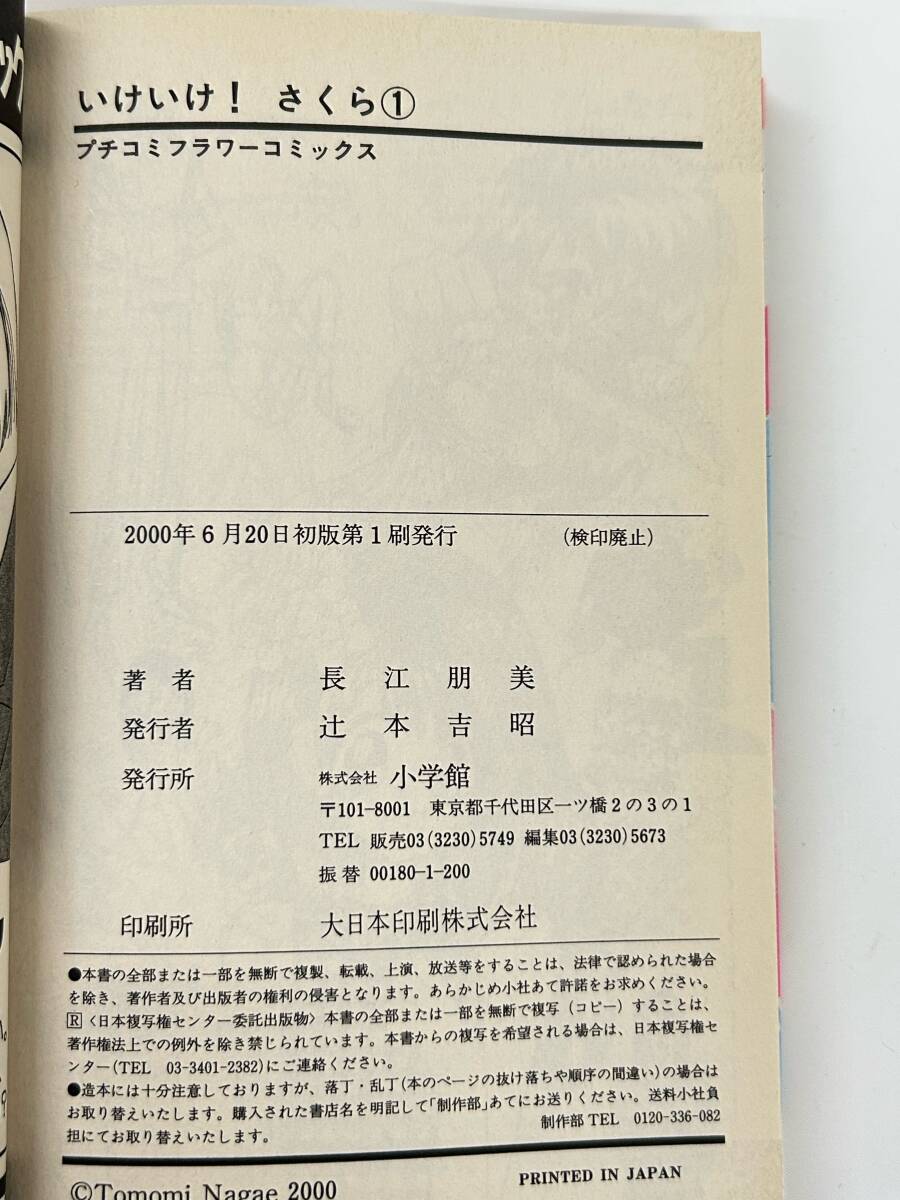 いけいけ！ さくら①
プチコミフラワーコミックス
2000年6月20日初版第1刷発行 （検印廃止）
著者 長江朋美
発行者 辻本吉昭
発行所 株式会社 小学館
〒101-8001 東京都千代田区一ツ橋2の3の1
TEL 販売03(3230)5749 編集03(3230)5673
振替 00180-1-200
印刷所 大日本印刷株式会社
●本書の全部または一部を無断で複製、転載、上演、放送等をすることは、法律で認められた場合
を除き、著作者及び出版者の権利の侵害となります。あらかじめ小社あて許諾をお求めください。
R〈日本複写権センター委託出版物〉本書の全部または一部を無断で複写（コピー）することは、
著作権法上での例外を除き禁じられています。本書からの複写を希望される場合は、日本複写権セ
ンター(TEL 03-3401-2382)にご連絡ください。
●造本には十分注意しておりますが、落丁・乱丁(本のページの抜け落ちや順序の間違い)の場合は
お取り替えいたします。購入された書店名を明記して「制作部」あてにお送りください。送料小社負
担にてお取り替えいたします。 制作部TEL 0120-336-082
©Tomomi Nagae 2000 PRINTED IN JAPAN